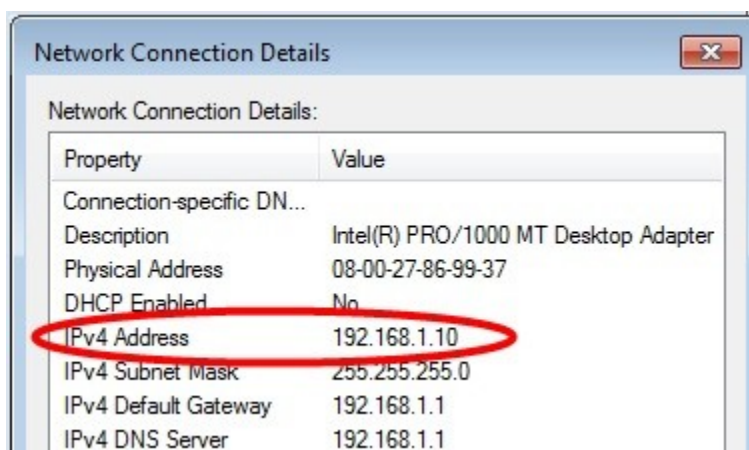 Network Connection Details
Network Connection Details:
Property Value
Connection-specific DN...
Description Intel(R) PRO/1000 MT Desktop Adapter
Physical Address 08-00-27-86-99-37
DHCP Enabled No
IPv4 Address 192.168.1.10
IPv4 Subnet Mask 255.255.255.0
IPv4 Default Gateway 192.168.1.1
IPv4 DNS Server 192.168.1.1